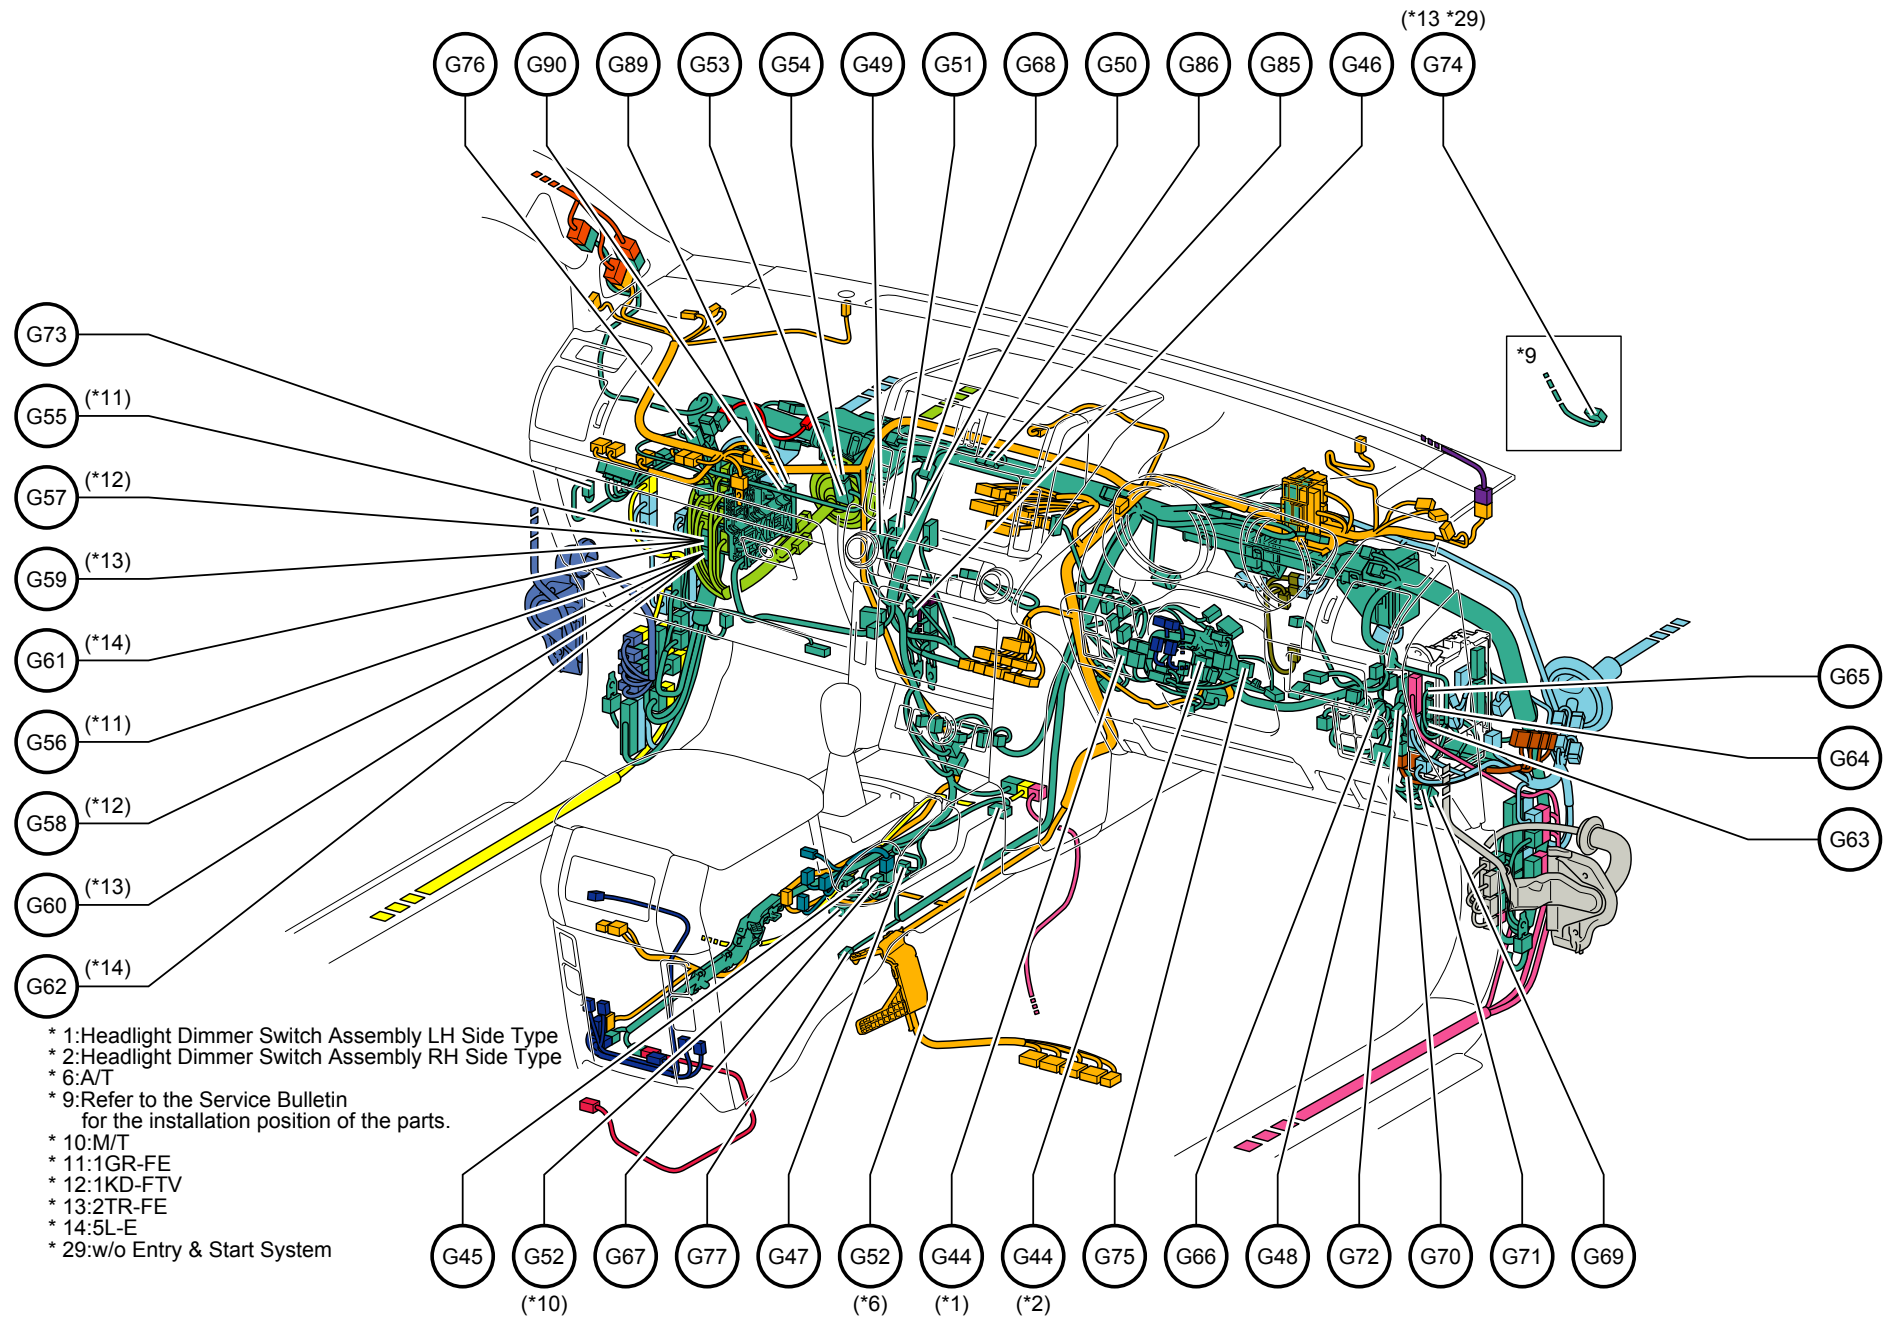 (*13 *29)
G76 G90 G89 G53 G54 G49 G51 G68 G50 G86 G85 G46 G74
G73
*9
G55 (*11)
G57 (*12)
G59 (*13)
G61 (*14)
G65
G56 (*11)
G64
G58 (*12)
G63
G60 (*13)
G62 (*14)
* 1:Headlight Dimmer Switch Assembly LH Side Type
* 2:Headlight Dimmer Switch Assembly RH Side Type
* 6:A/T
* 9:Refer to the Service Bulletin
for the installation position of the parts.
* 10:M/T
* 11:1GR-FE
* 12:1KD-FTV
* 13:2TR-FE
* 14:5L-E
* 29:w/o Entry & Start System
G45 G52 G67 G77 G47 G52 G44 G44 G75 G66 G48 G72 G70 G71 G69
(*10) (*6) (*1) (*2)